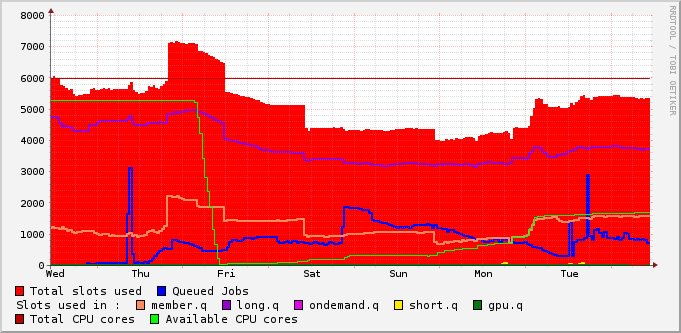 8000
7000
6000
5000
4000
3000
2000
1000
0
Wed Thu Fri Sat Sun Mon Tue
RRDTOOL / TOBI OETIKER
Total slots used Queued Jobs
Slots used in : member.q long.q ondemand.q short.q gpu.q
Total CPU cores Available CPU cores